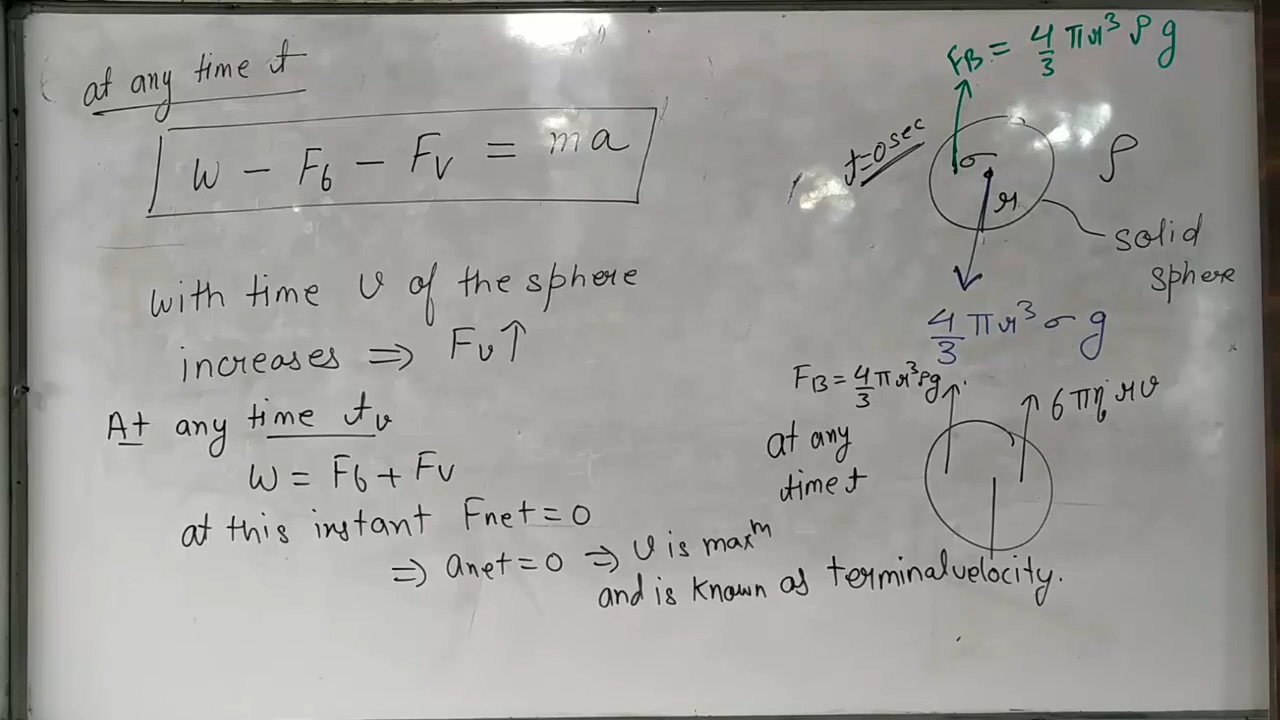 at any time t
W - Fb - Fv = ma
with time v of the sphere
increases ⇒ Fv↑
At any time tv
W = Fb + Fv
at this instant Fnet = 0
⇒ anet = 0 ⇒ v is maxᵐ
and is known as terminal velocity.
FB = 4/3 πr³ρg
t=0 sec
σ
r
ρ
solid
sphere
4/3 πr³σg
FB = 4/3 πr³ρg
6πηrv
at any
time t